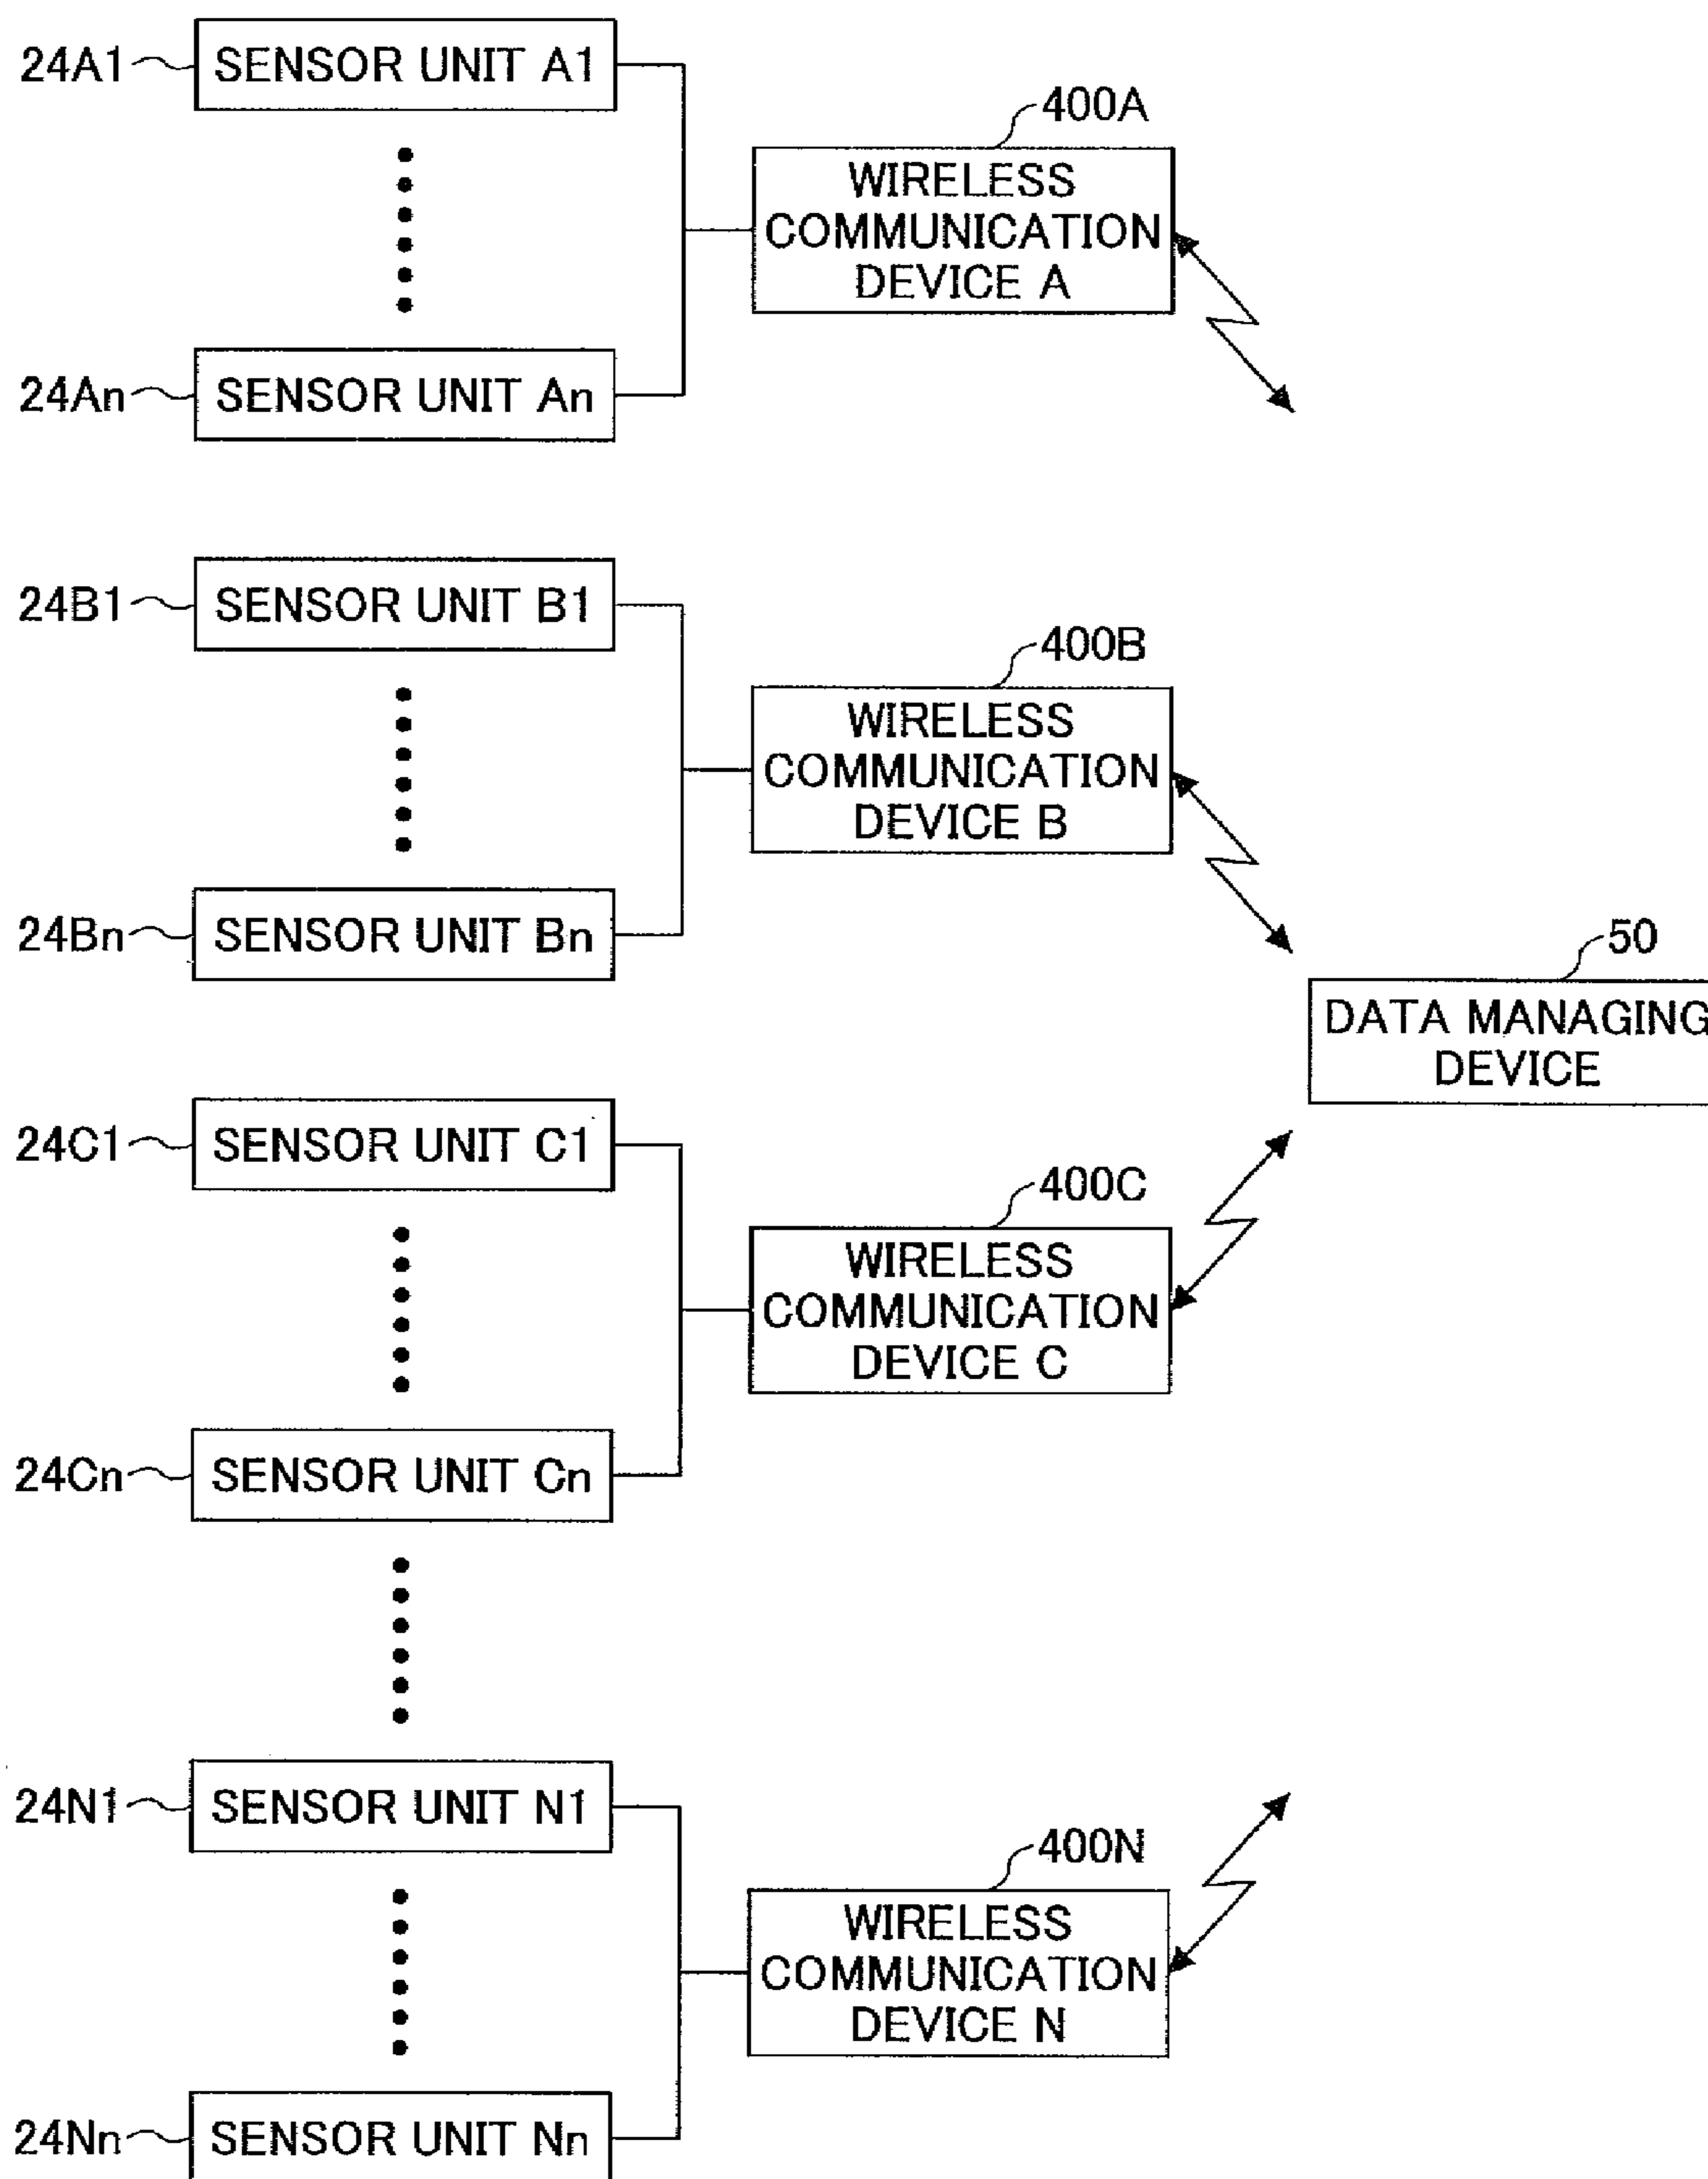 24A1 SENSOR UNIT A1
400A
WIRELESS
COMMUNICATION
DEVICE A
24An SENSOR UNIT An
24B1 SENSOR UNIT B1
400B
WIRELESS
COMMUNICATION
DEVICE B
24Bn SENSOR UNIT Bn
50
DATA MANAGING
DEVICE
24C1 SENSOR UNIT C1
400C
WIRELESS
COMMUNICATION
DEVICE C
24Cn SENSOR UNIT Cn
24N1 SENSOR UNIT N1
400N
WIRELESS
COMMUNICATION
DEVICE N
24Nn SENSOR UNIT Nn